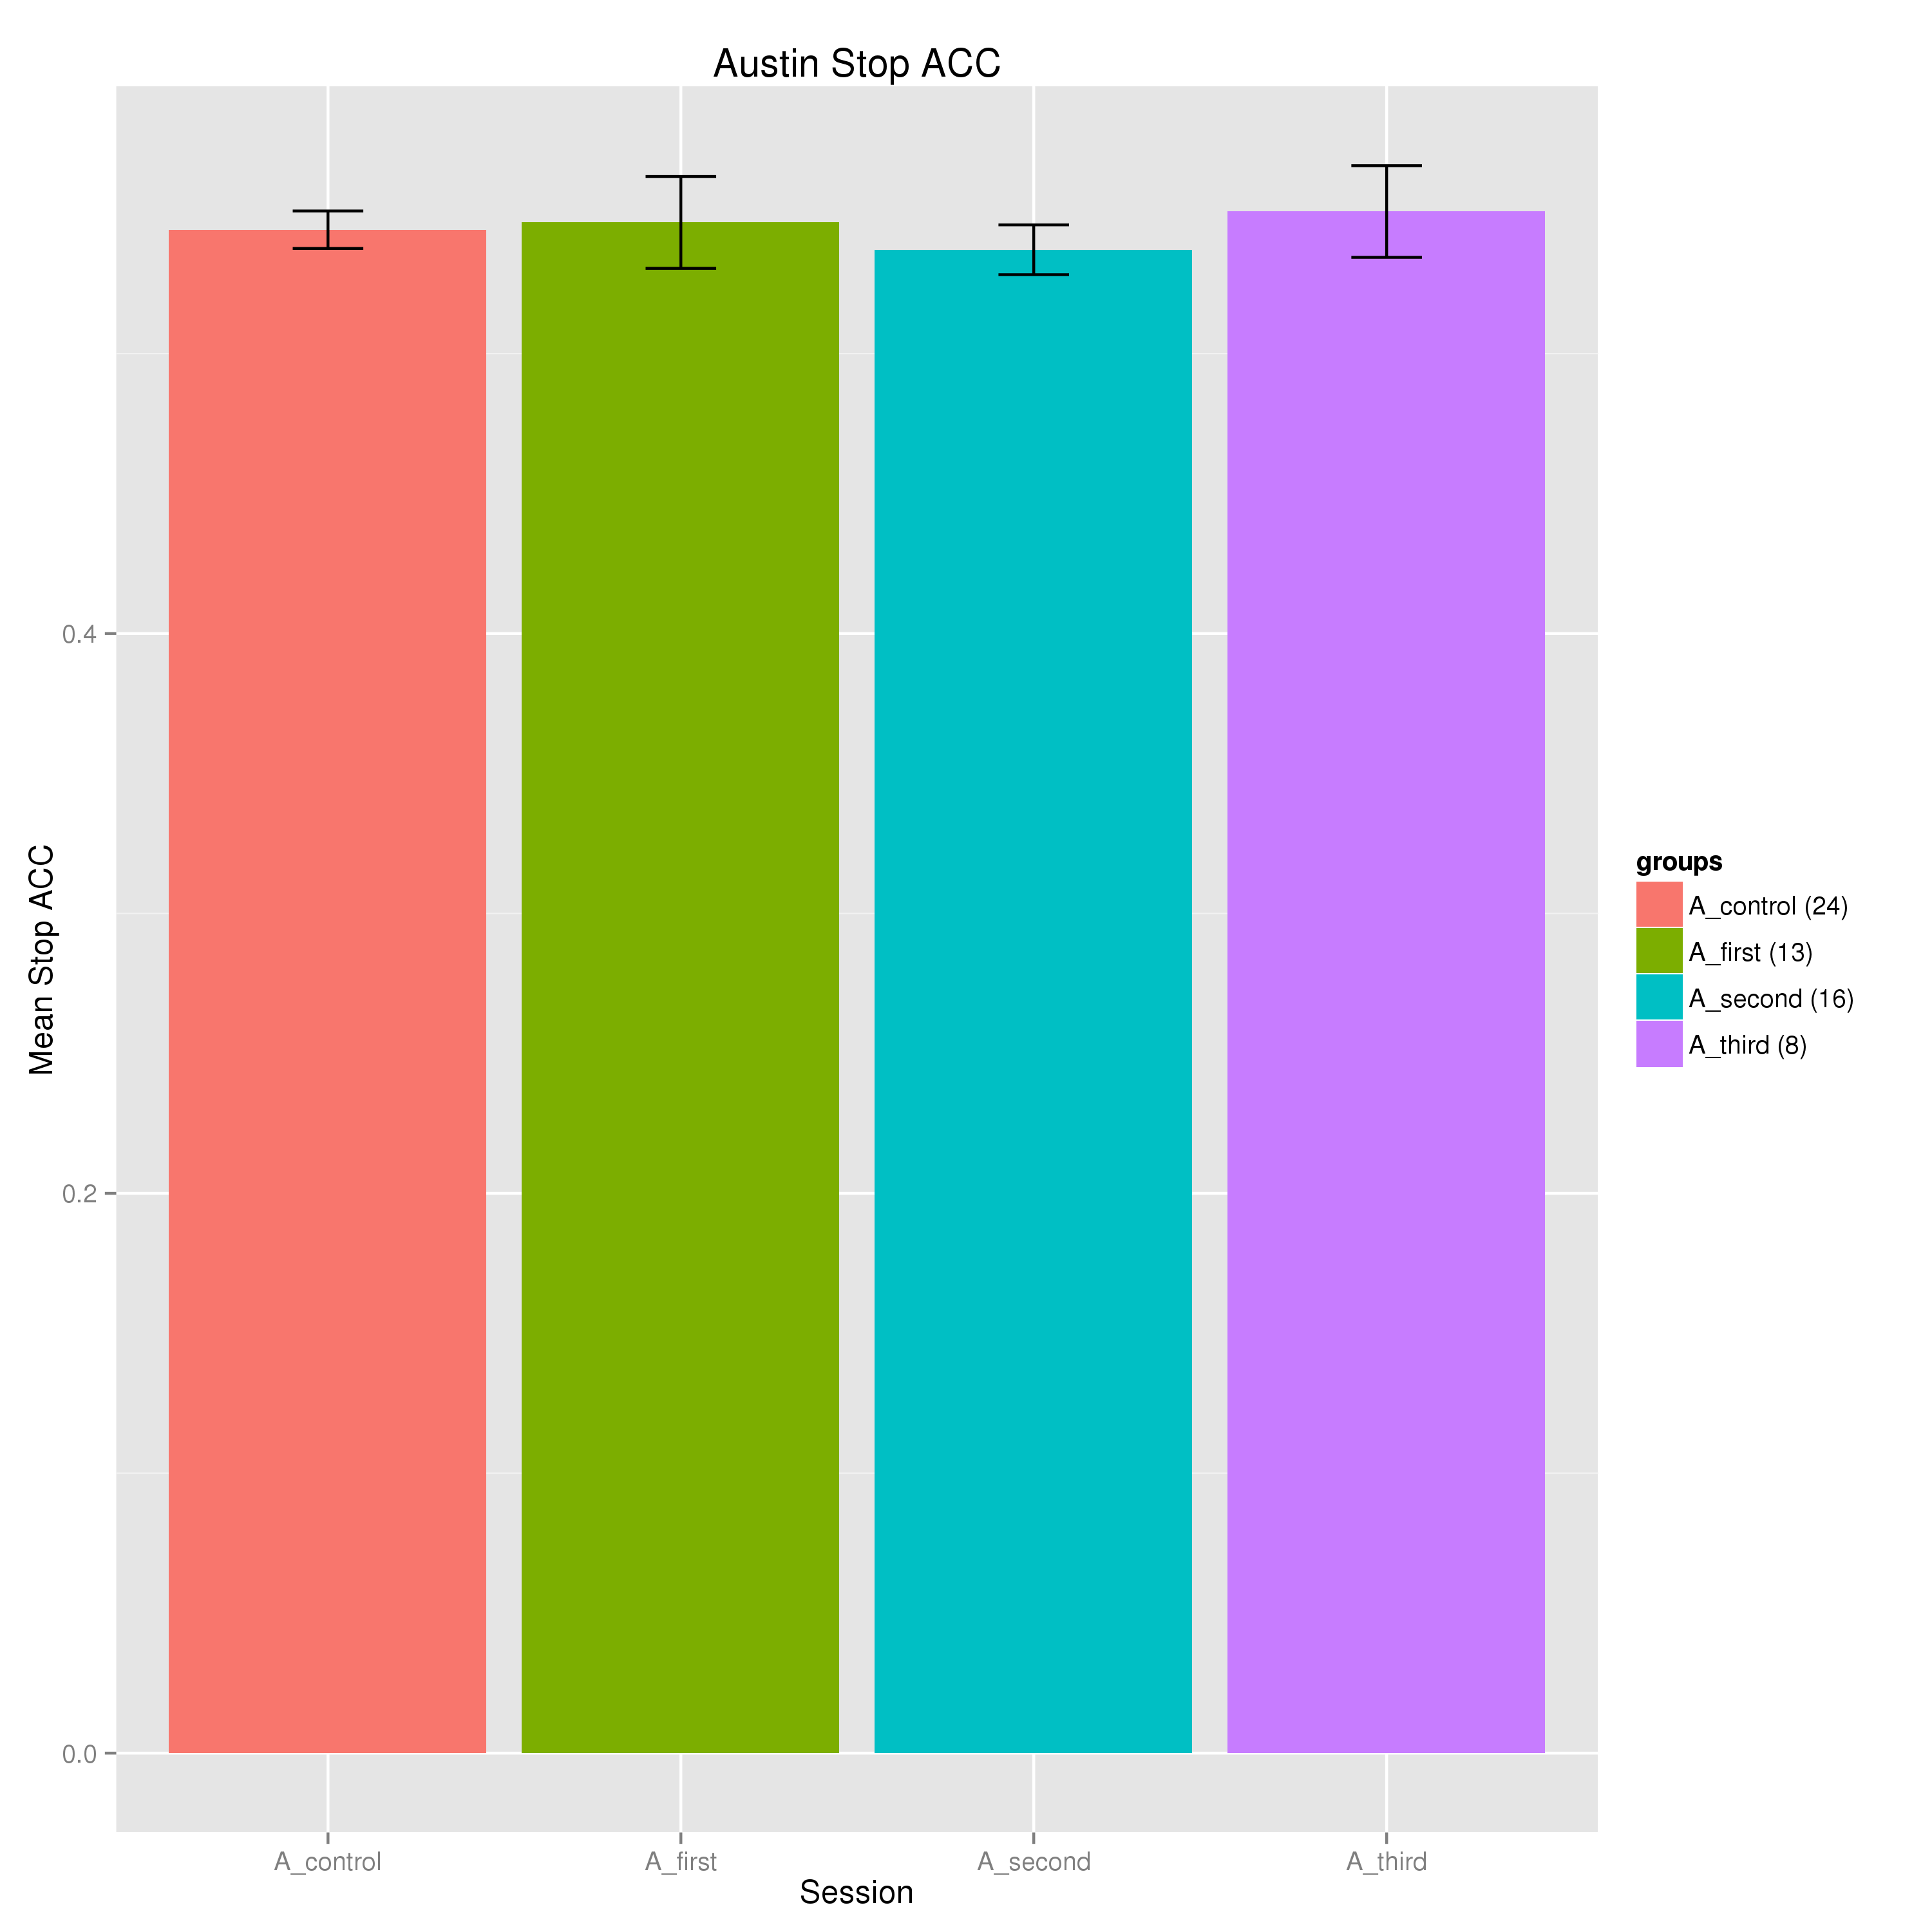 Austin Stop ACC
Mean Stop ACC
0.4
0.2
0.0
A_control
A_first
A_second
A_third
Session
groups
A_control (24)
A_first (13)
A_second (16)
A_third (8)